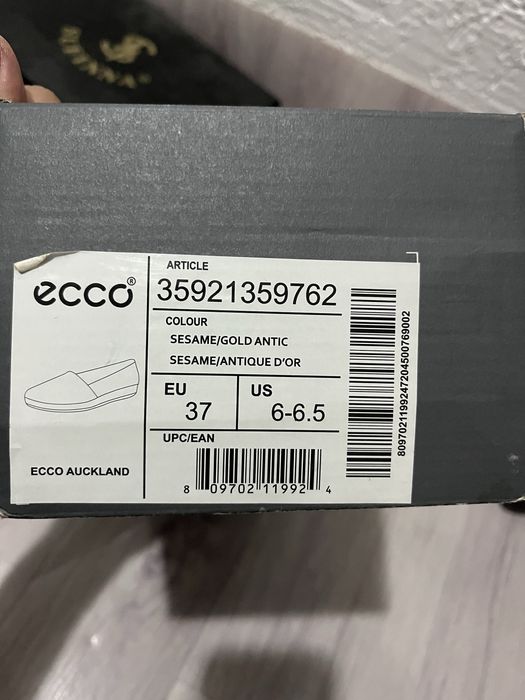 ecco®
ARTICLE
35921359762
COLOUR
SESAME/GOLD ANTIC
SESAME/ANTIQUE D'OR
EU
37
US
6-6.5
UPC/EAN
8 09702 11992 4
ECCO AUCKLAND
8097021199247204500769002